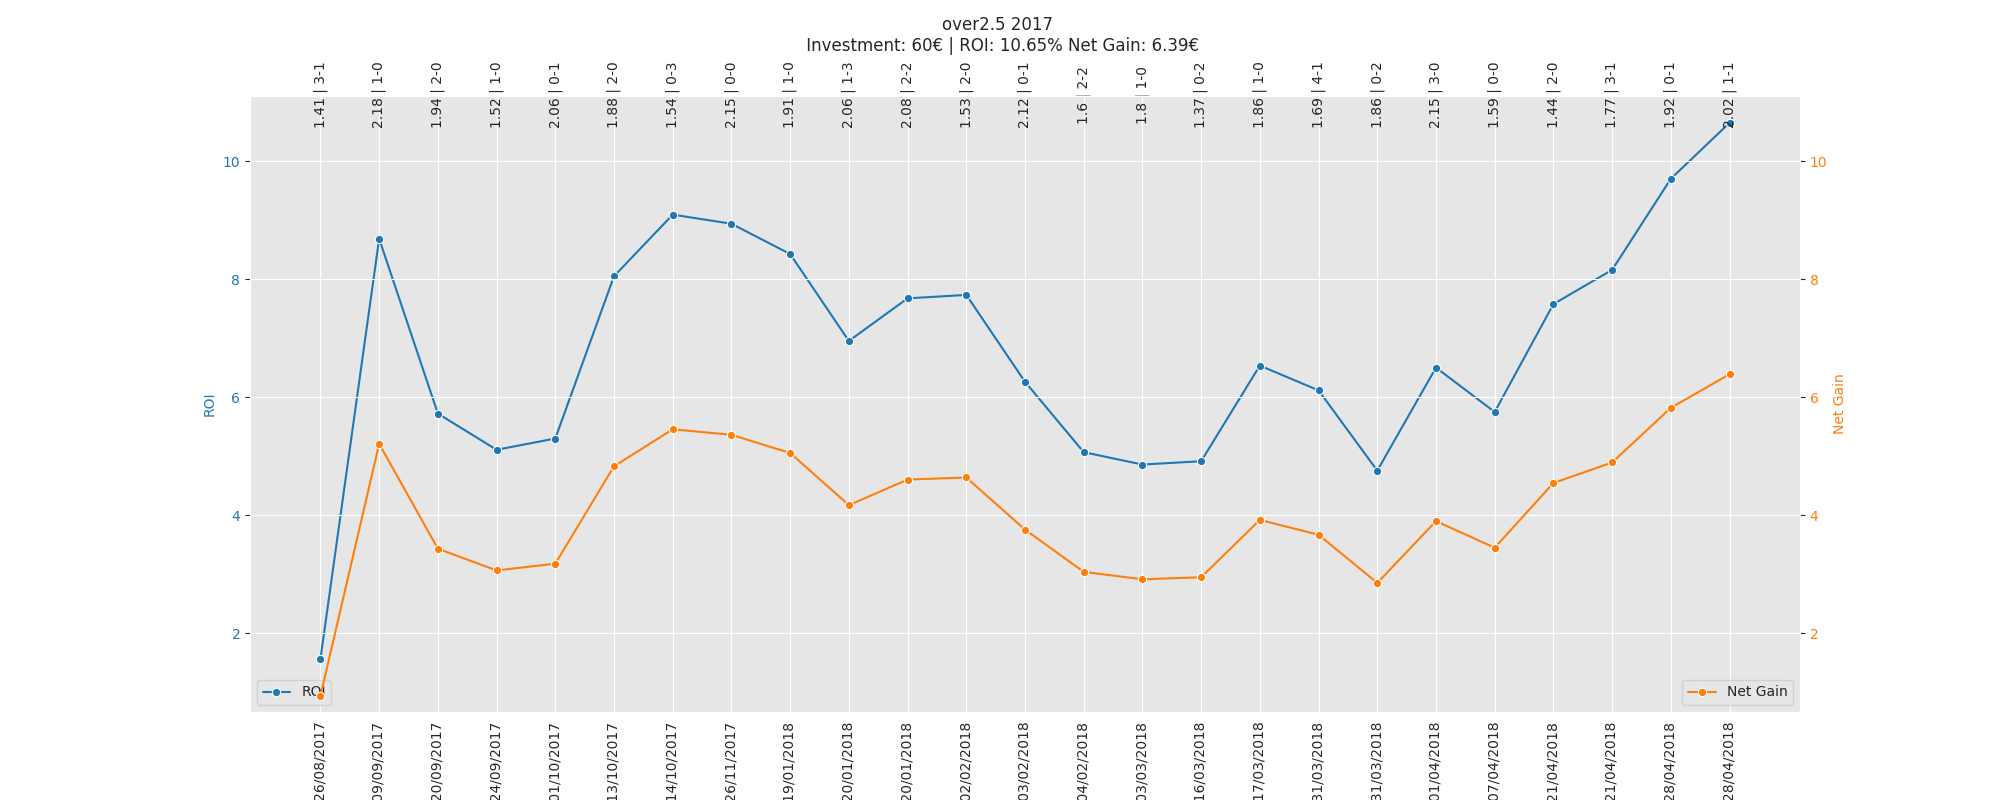 over2.5 2017
Investment: 60€ | ROI: 10.65% Net Gain: 6.39€
1.41 | 3-1
2.18 | 1-0
1.94 | 2-0
1.52 | 1-0
2.06 | 0-1
1.88 | 2-0
1.54 | 0-3
2.15 | 0-0
1.91 | 1-0
2.06 | 1-3
2.08 | 2-2
1.53 | 2-0
2.12 | 0-1
1.6 | 2-2
1.8 | 1-0
1.37 | 0-2
1.86 | 1-0
1.69 | 4-1
1.86 | 0-2
2.15 | 3-0
1.59 | 0-0
1.44 | 2-0
1.77 | 3-1
1.92 | 0-1
2.02 | 1-1
10
8
6
4
2
ROI
10
8
6
4
2
Net Gain
ROI
Net Gain
26/08/2017
09/09/2017
20/09/2017
24/09/2017
01/10/2017
13/10/2017
14/10/2017
26/11/2017
19/01/2018
20/01/2018
20/01/2018
02/02/2018
03/02/2018
04/02/2018
03/03/2018
16/03/2018
17/03/2018
31/03/2018
31/03/2018
01/04/2018
07/04/2018
21/04/2018
21/04/2018
28/04/2018
28/04/2018